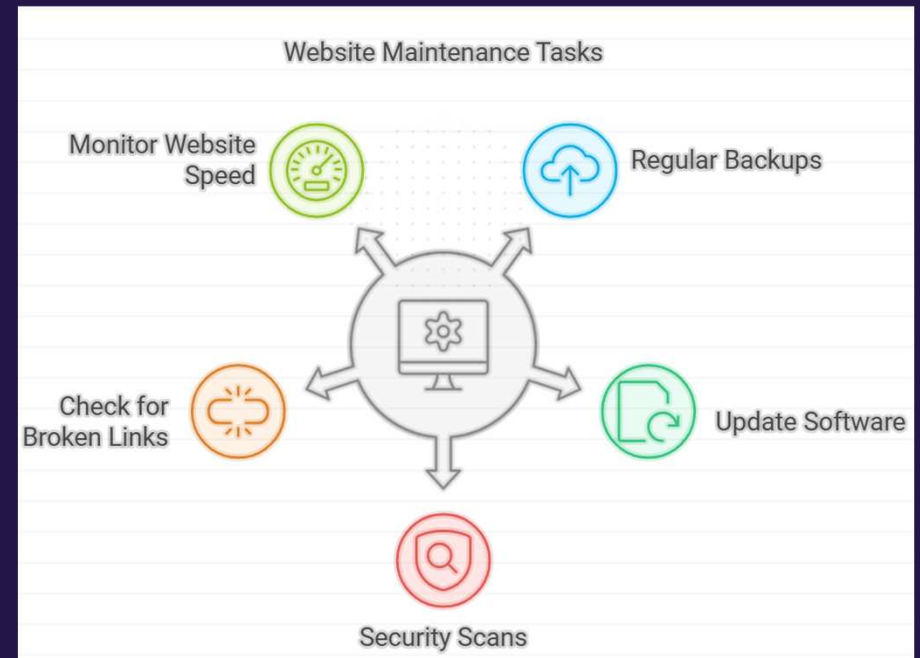 Website Maintenance Tasks
Monitor Website
Speed
Regular Backups
Check for
Broken Links
Update Software
Security Scans